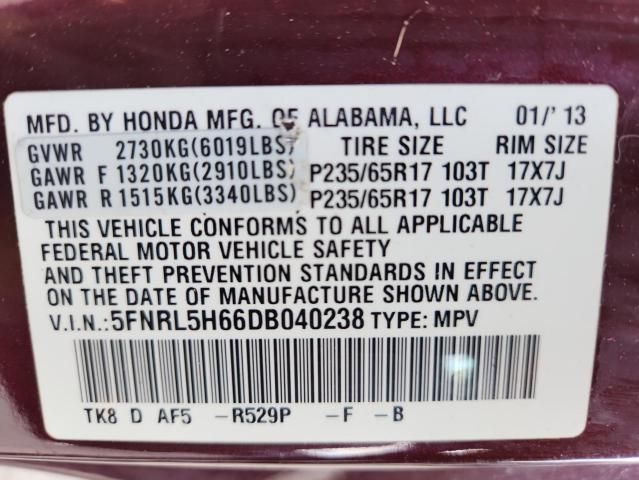 MFD. BY HONDA MFG. OF ALABAMA, LLC 01/'13
GVWR 2730KG(6019LBS) TIRE SIZE RIM SIZE
GAWR F 1320KG(2910LBS) P235/65R17 103T 17X7J
GAWR R 1515KG(3340LBS) P235/65R17 103T 17X7J
THIS VEHICLE CONFORMS TO ALL APPLICABLE
FEDERAL MOTOR VEHICLE SAFETY
AND THEFT PREVENTION STANDARDS IN EFFECT
ON THE DATE OF MANUFACTURE SHOWN ABOVE.
V.I.N.:5FNRL5H66DB040238 TYPE: MPV
TK8 D AF5 -R529P -F -B